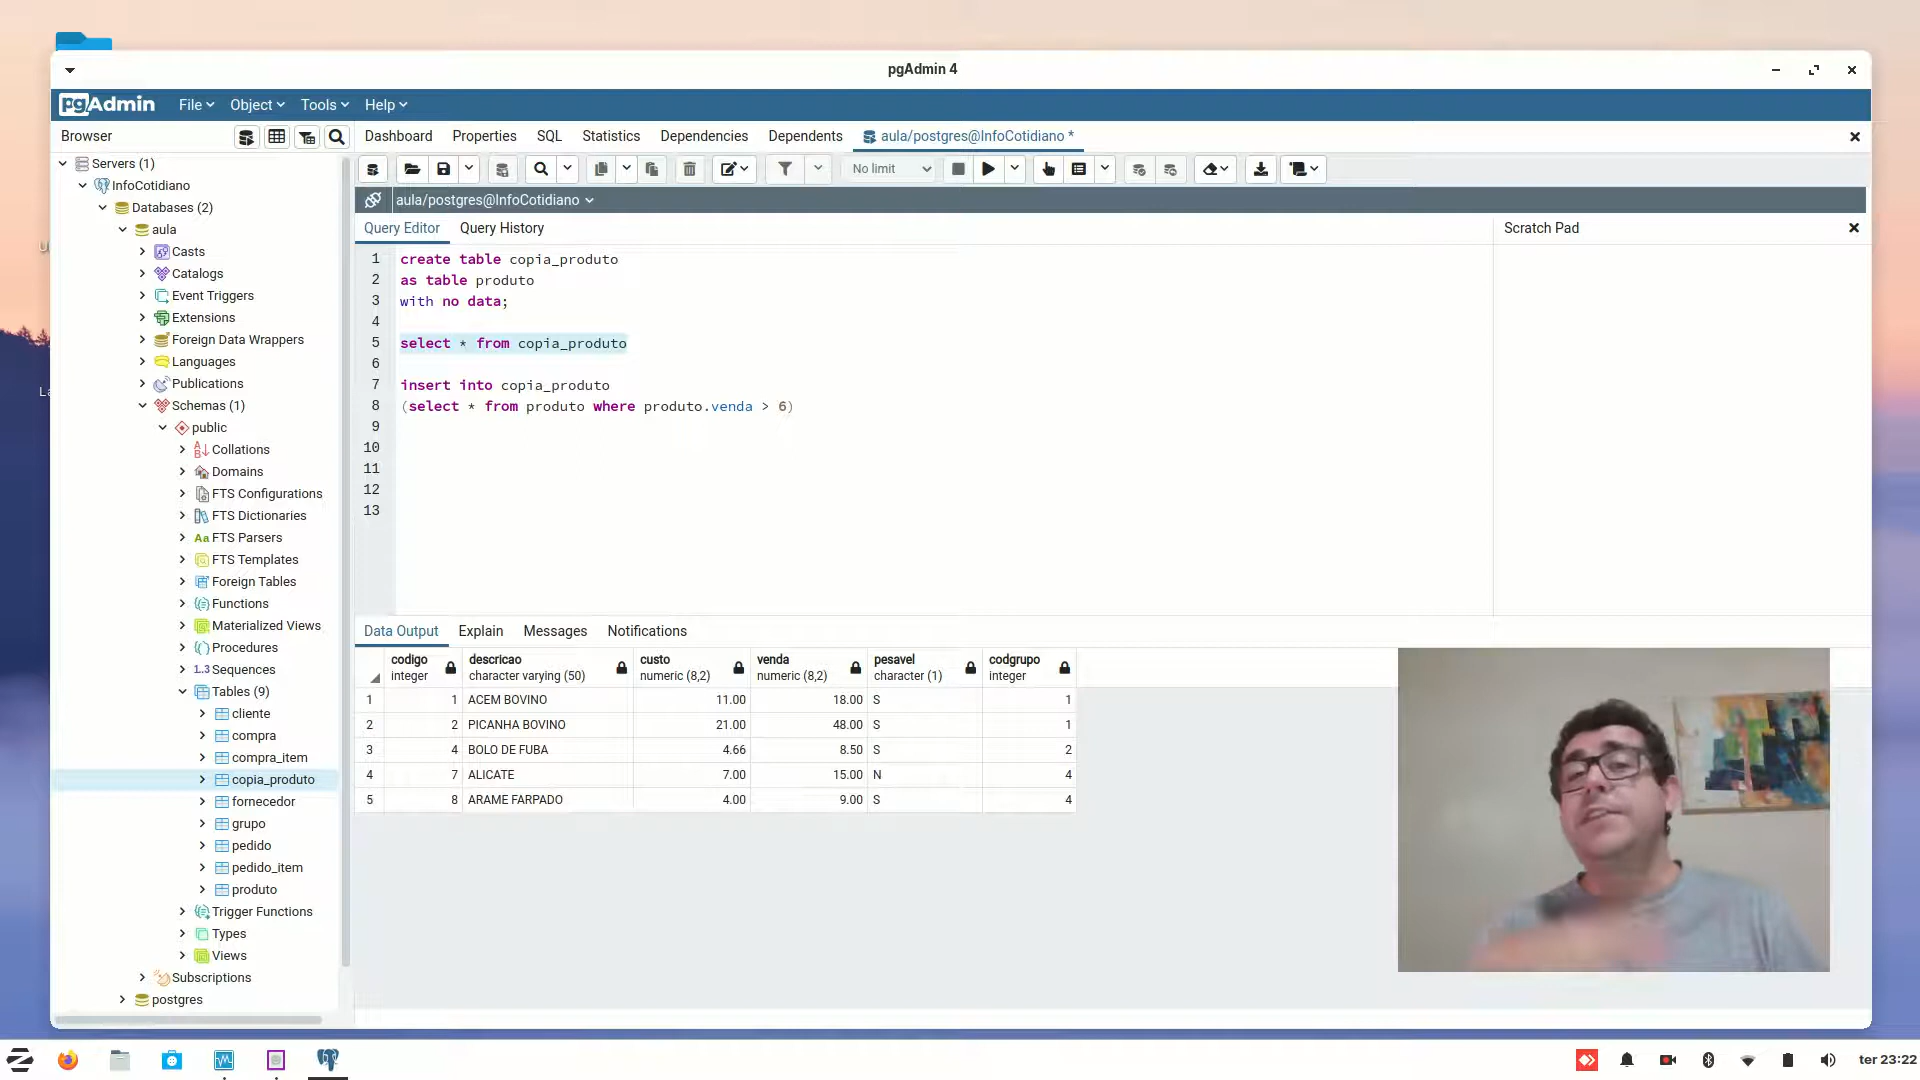 pgAdmin 4
pgAdmin File Object Tools Help
Browser
Dashboard Properties SQL Statistics Dependencies Dependents aula/postgres@InfoCotidiano *
No limit
aula/postgres@InfoCotidiano
Query Editor Query History
Scratch Pad
Servers (1)
InfoCotidiano
Databases (2)
aula
Casts
Catalogs
Event Triggers
Extensions
Foreign Data Wrappers
Languages
Publications
Schemas (1)
public
Collations
Domains
FTS Configurations
FTS Dictionaries
Aa FTS Parsers
FTS Templates
Foreign Tables
Functions
Materialized Views
Procedures
1..3 Sequences
Tables (9)
cliente
compra
compra_item
copia_produto
fornecedor
grupo
pedido
pedido_item
produto
Trigger Functions
Types
Views
Subscriptions
postgres
1 create table copia_produto
2 as table produto
3 with no data;
4
5 select * from copia_produto
6
7 insert into copia_produto
8 (select * from produto where produto.venda > 6)
9
10
11
12
13
Data Output Explain Messages Notifications
codigo descricao custo venda pesavel codgrupo
integer character varying (50) numeric (8,2) numeric (8,2) character (1) integer
1 1 ACEM BOVINO 11.00 18.00 S 1
2 2 PICANHA BOVINO 21.00 48.00 S 1
3 4 BOLO DE FUBA 4.66 8.50 S 2
4 7 ALICATE 7.00 15.00 N 4
5 8 ARAME FARPADO 4.00 9.00 S 4
ter 23:22